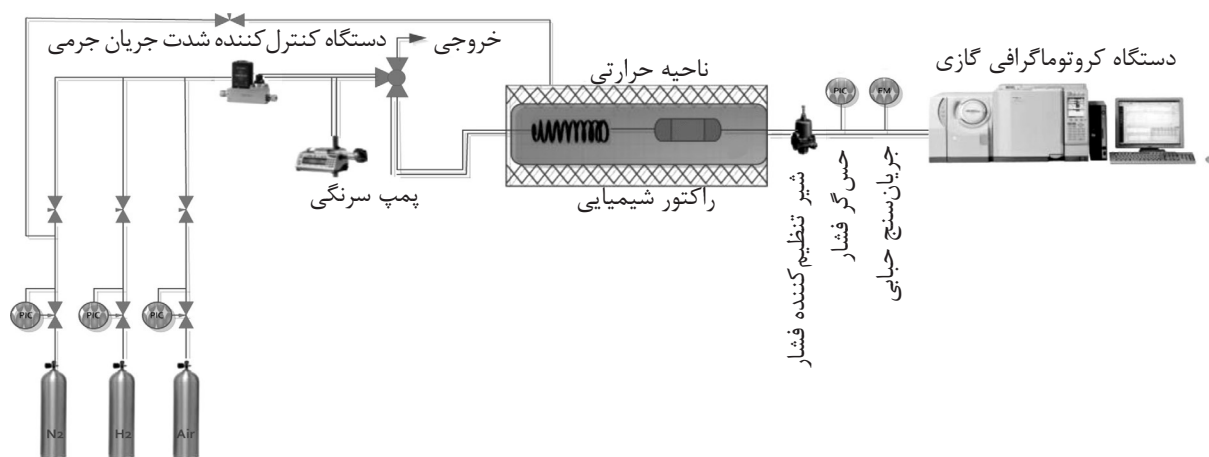 دستگاه کنترل‌کننده شدت جریان جرمی
خروجی
ناحیه حرارتی
دستگاه کروتوماگرافی گازی
PIC
FM
پمپ سرنگی
راکتور شیمیایی
شیر تنظیم‌کننده فشار
حس‌گر فشار
جریان‌سنج حبابی
PIC
PIC
PIC
N2
H2
Air